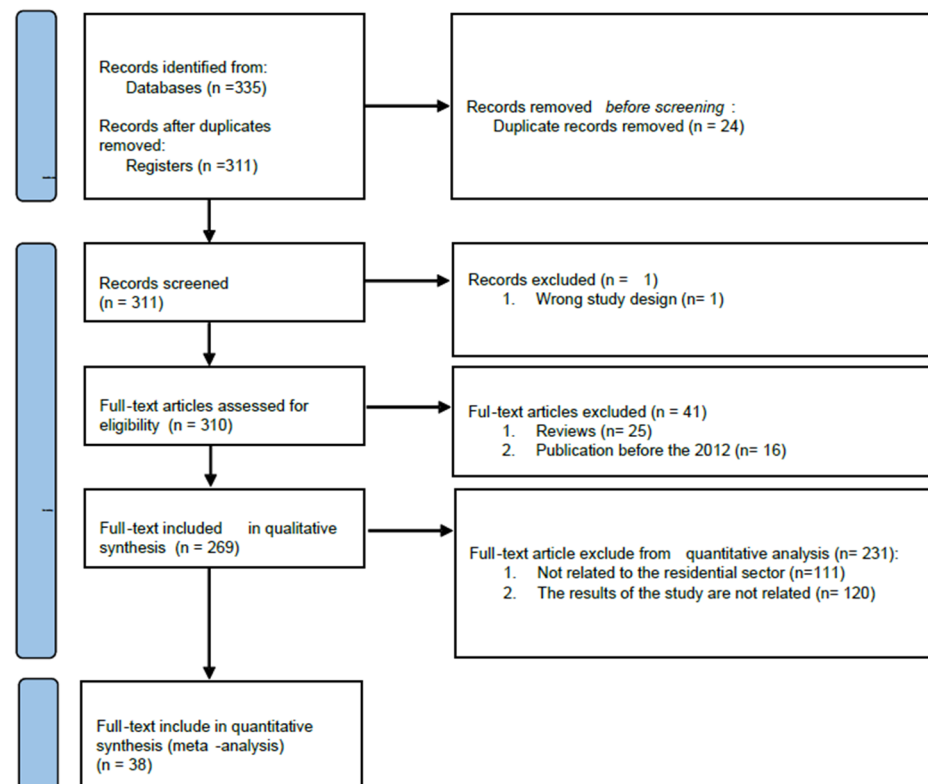 Records identified from:
Databases (n =335)
Records after duplicates
removed:
Registers (n =311)
Records removed before screening :
Duplicate records removed (n = 24)
Records screened
(n = 311)
Records excluded (n = 1)
1. Wrong study design (n= 1)
Full-text articles assessed for
eligibility (n = 310)
Ful-text articles excluded (n = 41)
1. Reviews (n= 25)
2. Publication before the 2012 (n= 16)
Full-text included in qualitative
synthesis (n = 269)
Full-text article exclude from quantitative analysis (n= 231):
1. Not related to the residential sector (n=111)
2. The results of the study are not related (n= 120)
Full-text include in quantitative
synthesis (meta -analysis)
(n = 38)